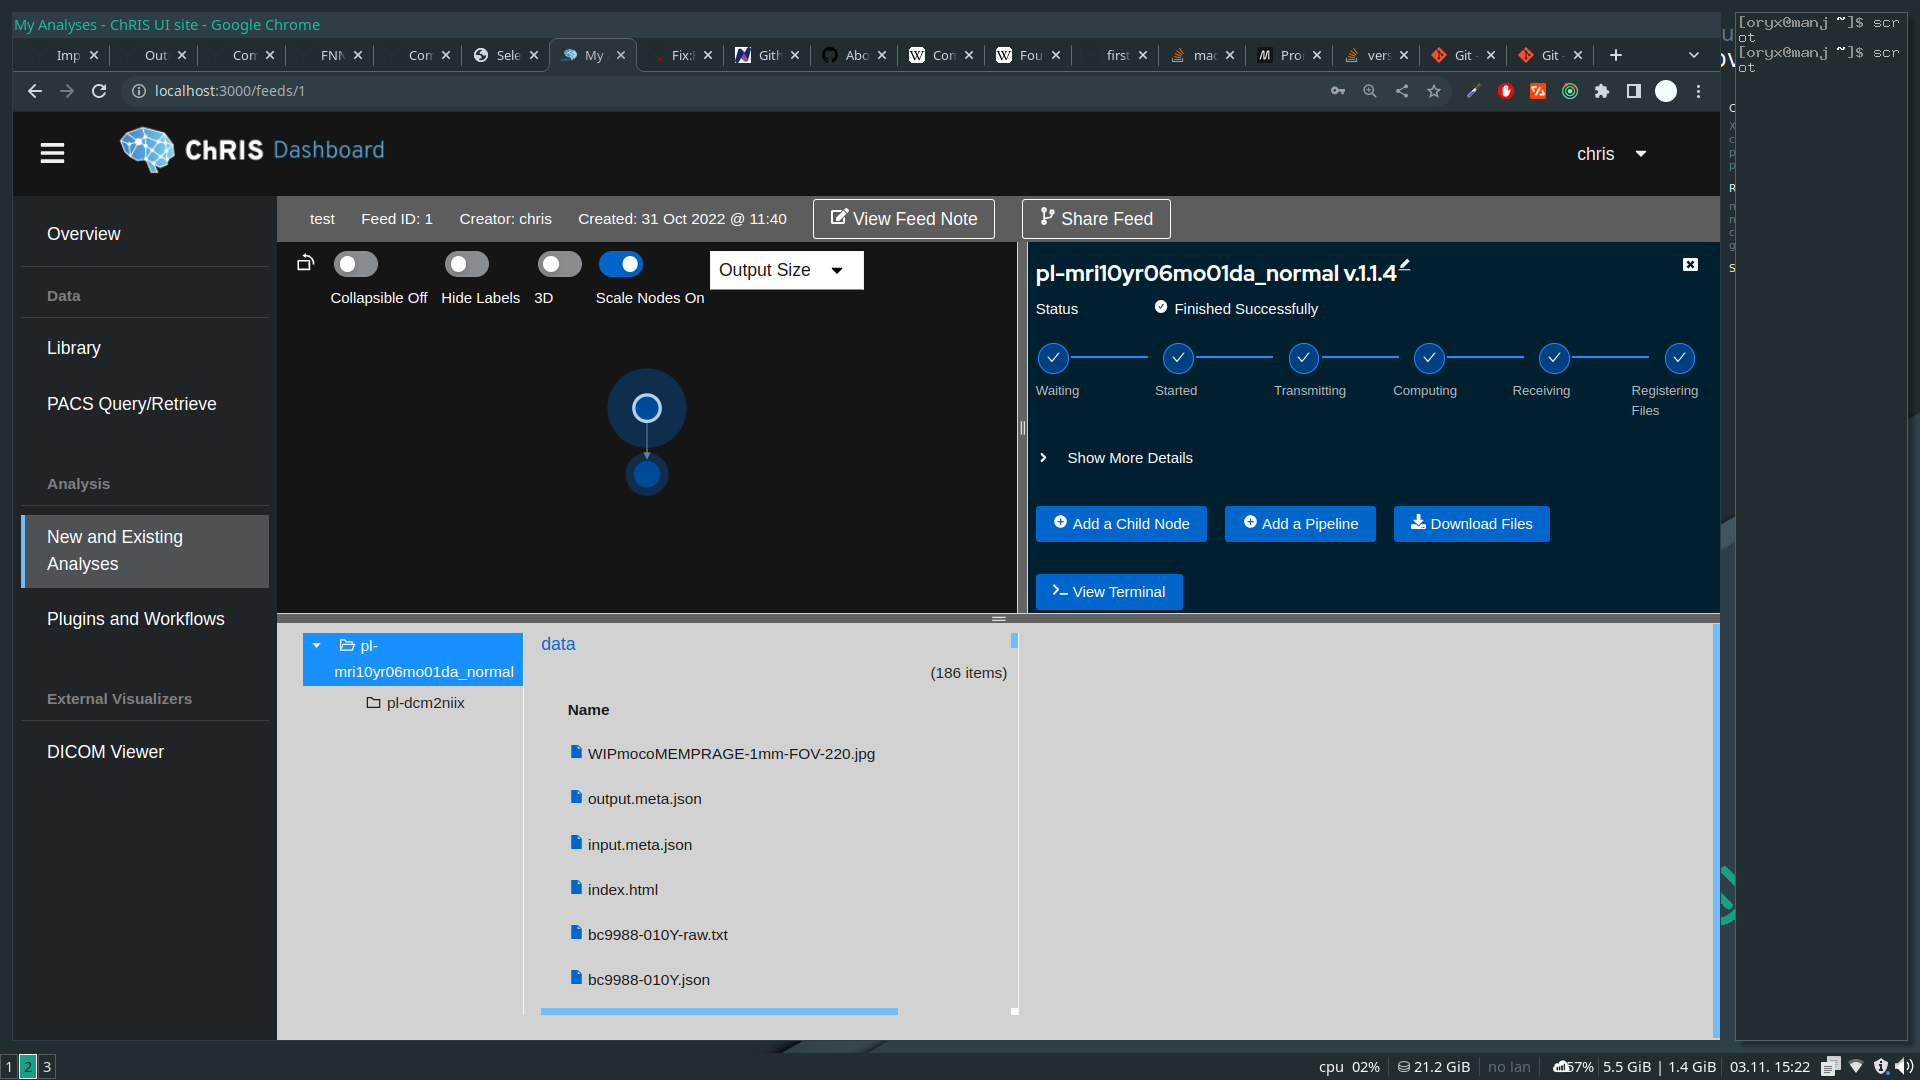 My Analyses - ChRIS UI site - Google Chrome
Imp
Out
Con
FNN
Con
Sele
My
Fix:
Gith
Abo
Con
Fou
first
mac
Pro
vers
Git -
Git -
localhost:3000/feeds/1
[oryx@manj ~]$ scr
ot
[oryx@manj ~]$ scr
ot
ChRIS Dashboard
chris
Overview
Data
Library
PACS Query/Retrieve
Analysis
New and Existing
Analyses
Plugins and Workflows
External Visualizers
DICOM Viewer
test Feed ID: 1 Creator: chris Created: 31 Oct 2022 @ 11:40 View Feed Note Share Feed
Collapsible Off Hide Labels 3D Scale Nodes On
Output Size
pl-mri10yr06mo01da_normal v.1.1.4
Status Finished Successfully
Waiting Started Transmitting Computing Receiving Registering
Files
Show More Details
Add a Child Node Add a Pipeline Download Files
View Terminal
pl-
mri10yr06mo01da_normal
pl-dcm2niix
data
(186 items)
Name
WIPmocoMEMPRAGE-1mm-FOV-220.jpg
output.meta.json
input.meta.json
index.html
bc9988-010Y-raw.txt
bc9988-010Y.json
1 2 3
cpu 02% 21.2 GiB no lan 67% 5.5 GiB | 1.4 GiB 03.11. 15:22